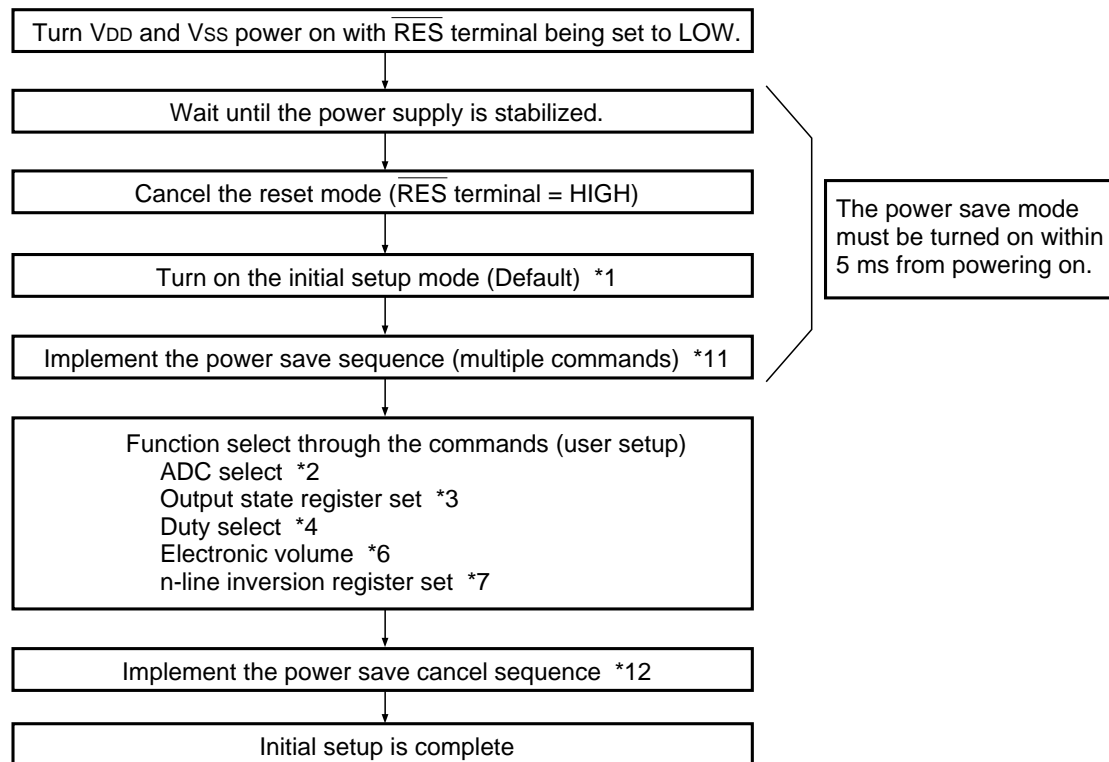 Turn VDD and VSS power on with R̅E̅S̅ terminal being set to LOW.
Wait until the power supply is stabilized.
Cancel the reset mode (R̅E̅S̅ terminal = HIGH)
The power save mode
must be turned on within
5 ms from powering on.
Turn on the initial setup mode (Default) *1
Implement the power save sequence (multiple commands) *11
Function select through the commands (user setup)
ADC select *2
Output state register set *3
Duty select *4
Electronic volume *6
n-line inversion register set *7
Implement the power save cancel sequence *12
Initial setup is complete